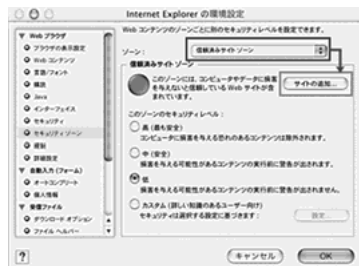 Internet Explorer の環境設定
Web ブラウザ
ブラウザの表示設定
Web コンテンツ
言語/フォント
購読
Java
インターフェイス
セキュリティ
セキュリティゾーン
履歴
詳細設定
自動入力 (フォーム)
オートコンプリート
個人情報
受信ファイル
ダウンロード オプション
ファイル ヘルパー
Web コンテンツのゾーンごとに別のセキュリティレベルを指定できます。
ゾーン :
信頼済みサイト ゾーン
信頼済みサイト ゾーン
このゾーンには、コンピュータやデータに損害を
与えないと信頼している Web サイトが含
まれています。
サイトの追加...
このゾーンのセキュリティレベル :
高 (最も安全)
コンピュータに損害を与える恐れのあるコンテンツは除外されます。
中 (安全)
損害を与える可能性があるコンテンツの実行前に警告が出されます。
低
損害を与える可能性があるコンテンツの実行前に警告が出されません。
カスタム (詳しい知識のあるユーザー向け)
セキュリティは選択する設定に基づきます :
設定...
?
キャンセル
OK